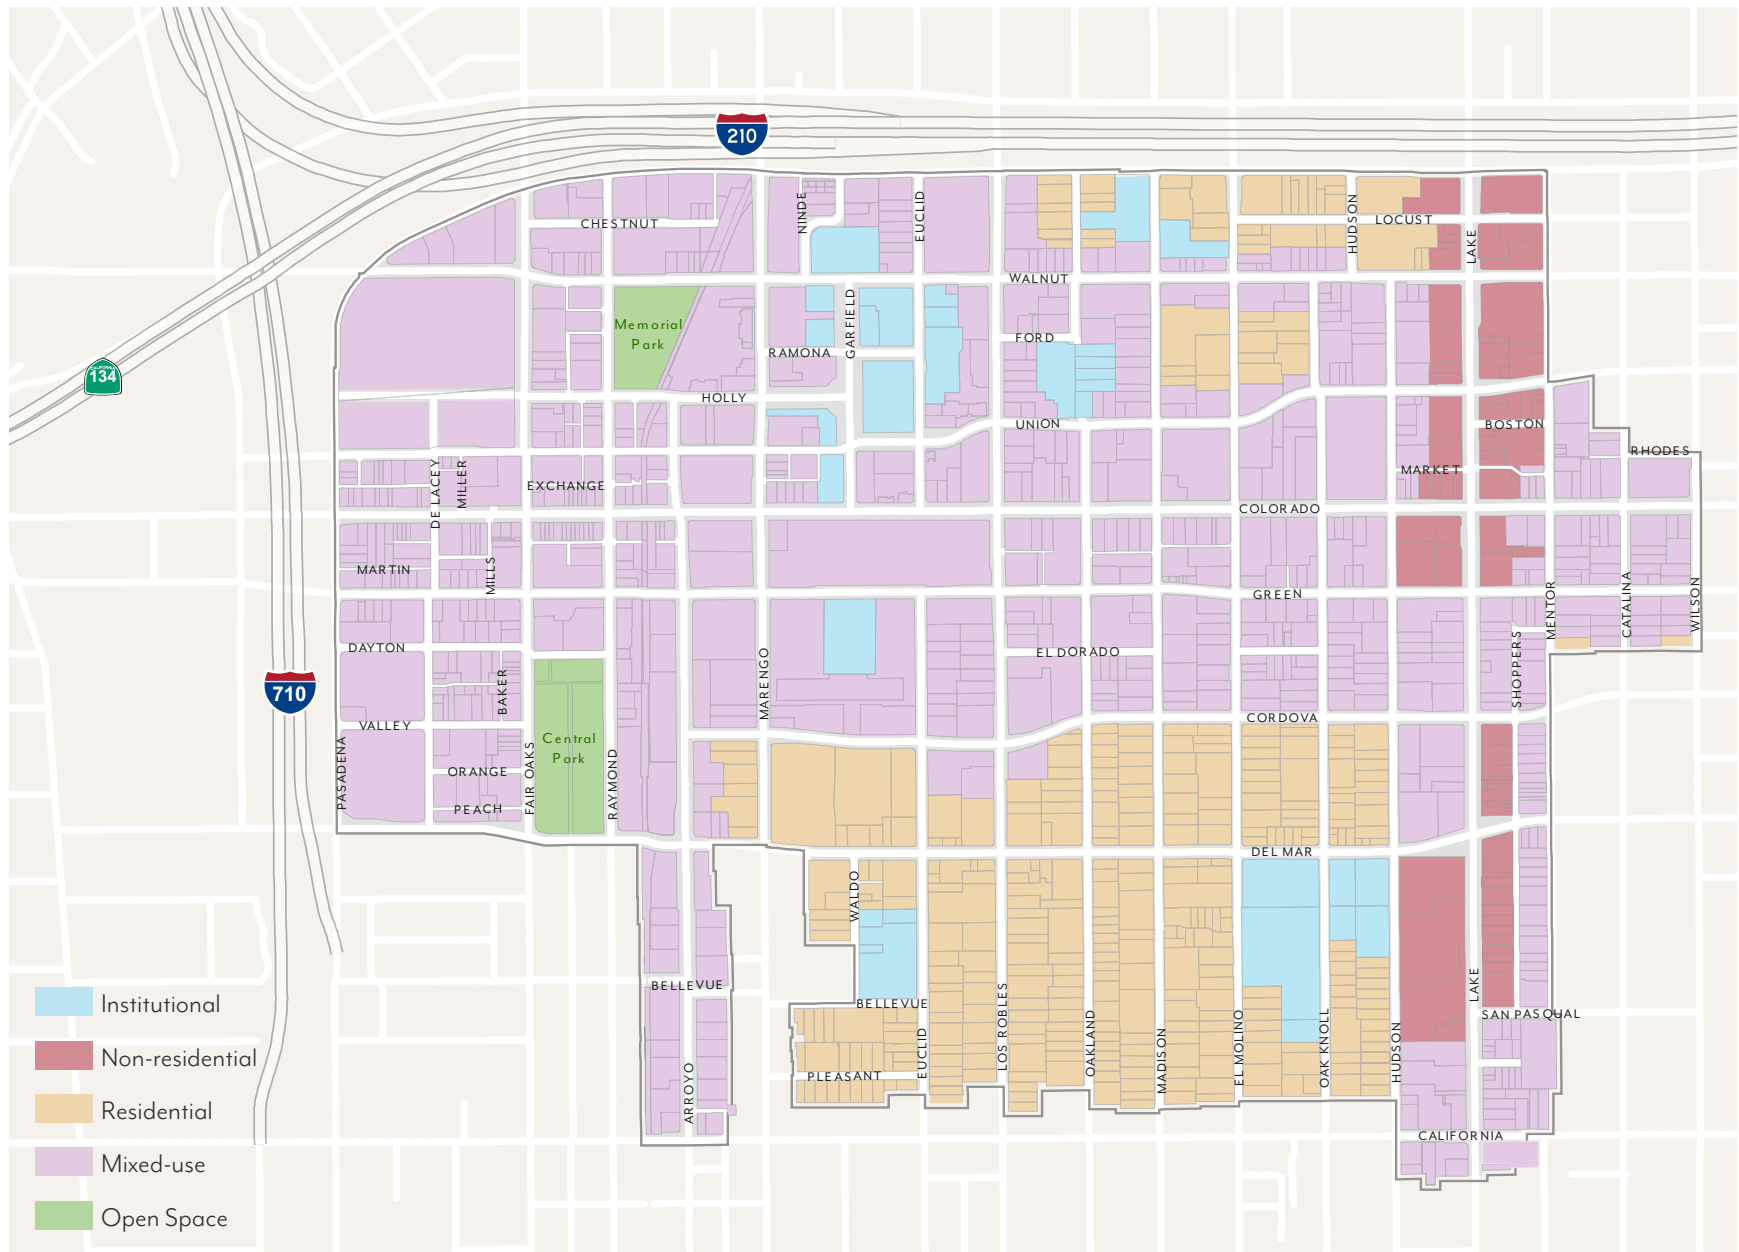 210
CHESTNUT
NINDE
EUCLID
HUDSON
LOCUST
LAKE
WALNUT
Memorial
Park
GARFIELD
FORD
RAMONA
CALIFORNIA
134
HOLLY
UNION
BOSTON
RHODES
MARKET
DE LACEY
MILLER
EXCHANGE
COLORADO
MARTIN
MILLS
GREEN
MENTOR
CATALINA
WILSON
DAYTON
EL DORADO
SHOPPERS
710
BAKER
MARENGO
VALLEY
CORDOVA
Central
Park
PASADENA
ORANGE
FAIR OAKS
RAYMOND
PEACH
DEL MAR
WALDO
BELLEVUE
BELLEVUE
LAKE
SAN PASQUAL
EUCLID
LOS ROBLES
OAKLAND
MADISON
EL MOLINO
OAK KNOLL
HUDSON
PLEASANT
ARROYO
CALIFORNIA
Institutional
Non-residential
Residential
Mixed-use
Open Space